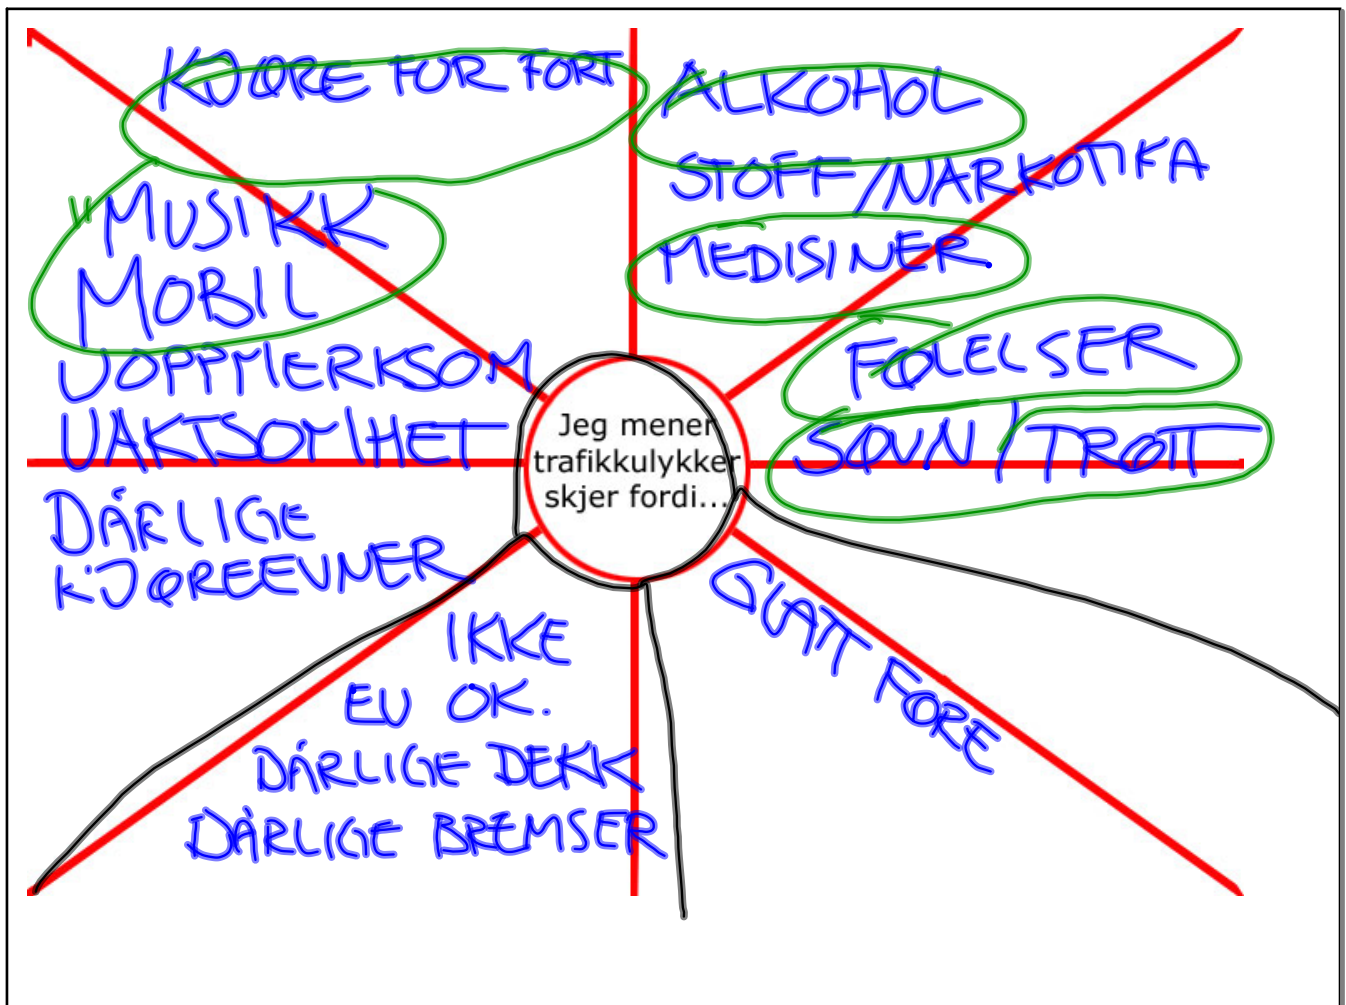 KJØRE FOR FORT
"MUSIKK
MOBIL
UOPPMERKSOM
UAKTSOMHET
DÅRLIGE
KJØREEVNER
ALKOHOL
STOFF/NARKOTIKA
MEDISINER.
FØLELSER
SØVN/TRØTT
Jeg mener
trafikkulykker
skjer fordi...
IKKE
EU OK.
DÅRLIGE DEKK
DÅRLIGE BREMSER
GLATT FØRE